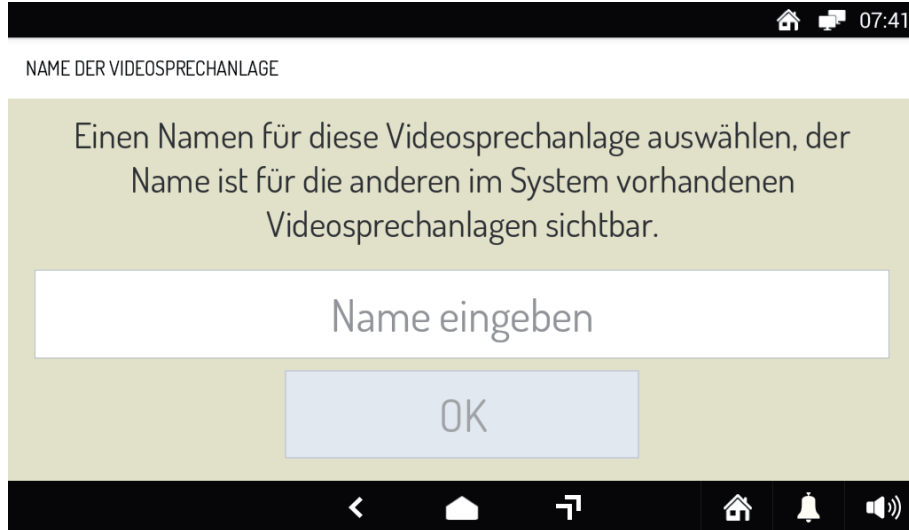 07:41
NAME DER VIDEOSPRECHANLAGE
Einen Namen für diese Videosprechanlage auswählen, der
Name ist für die anderen im System vorhandenen
Videosprechanlagen sichtbar.
Name eingeben
OK